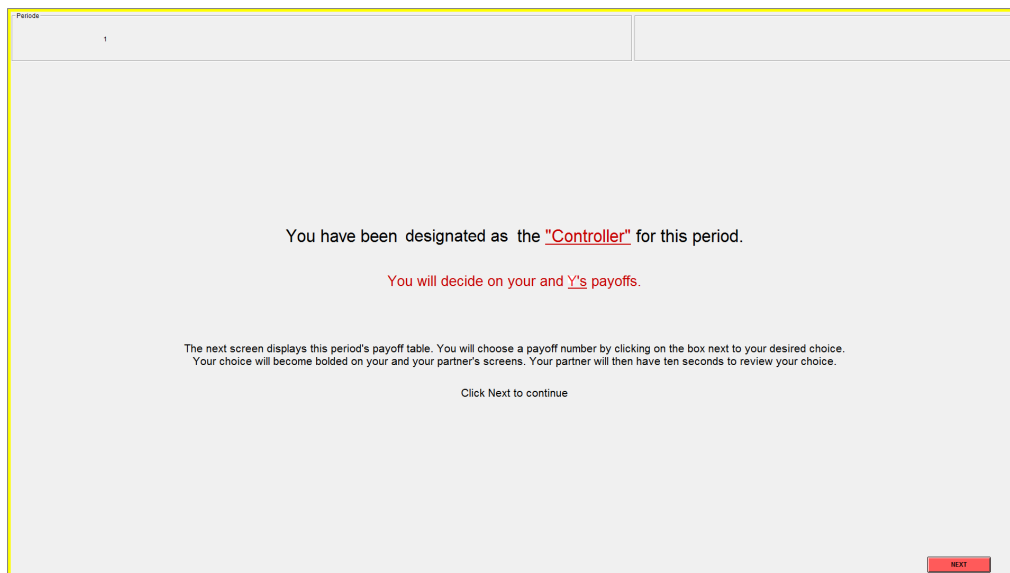 Periode
1
You have been designated as the "Controller" for this period.
You will decide on your and Y's payoffs.
The next screen displays this period's payoff table. You will choose a payoff number by clicking on the box next to your desired choice.
Your choice will become bolded on your and your partner's screens. Your partner will then have ten seconds to review your choice.
Click Next to continue
NEXT